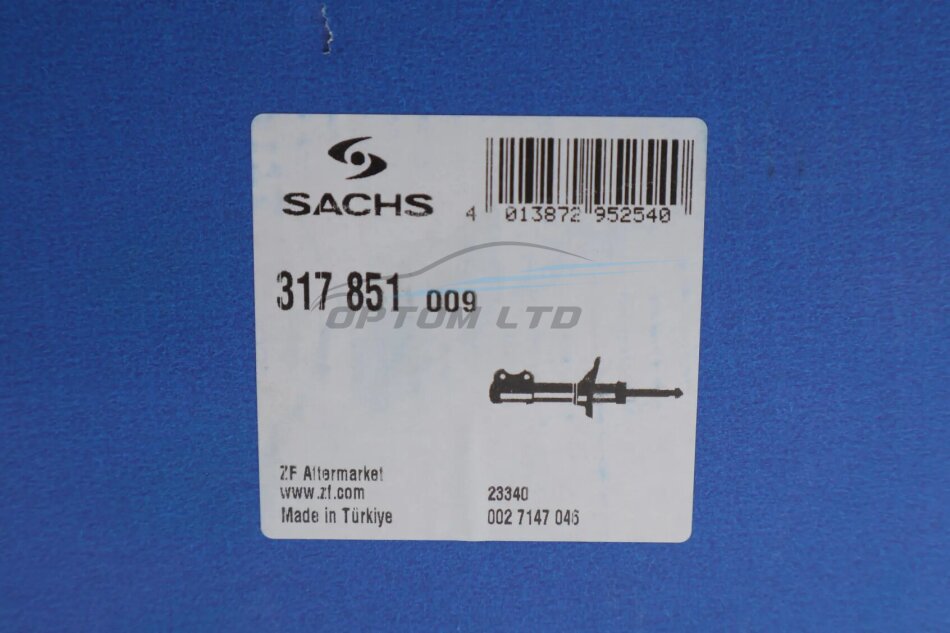 SACHS
4 013872 952540
317 851 009
OPTOM LTD
ZF Aftermarket
www.zf.com
Made in Türkiye
23340
002 7147 046